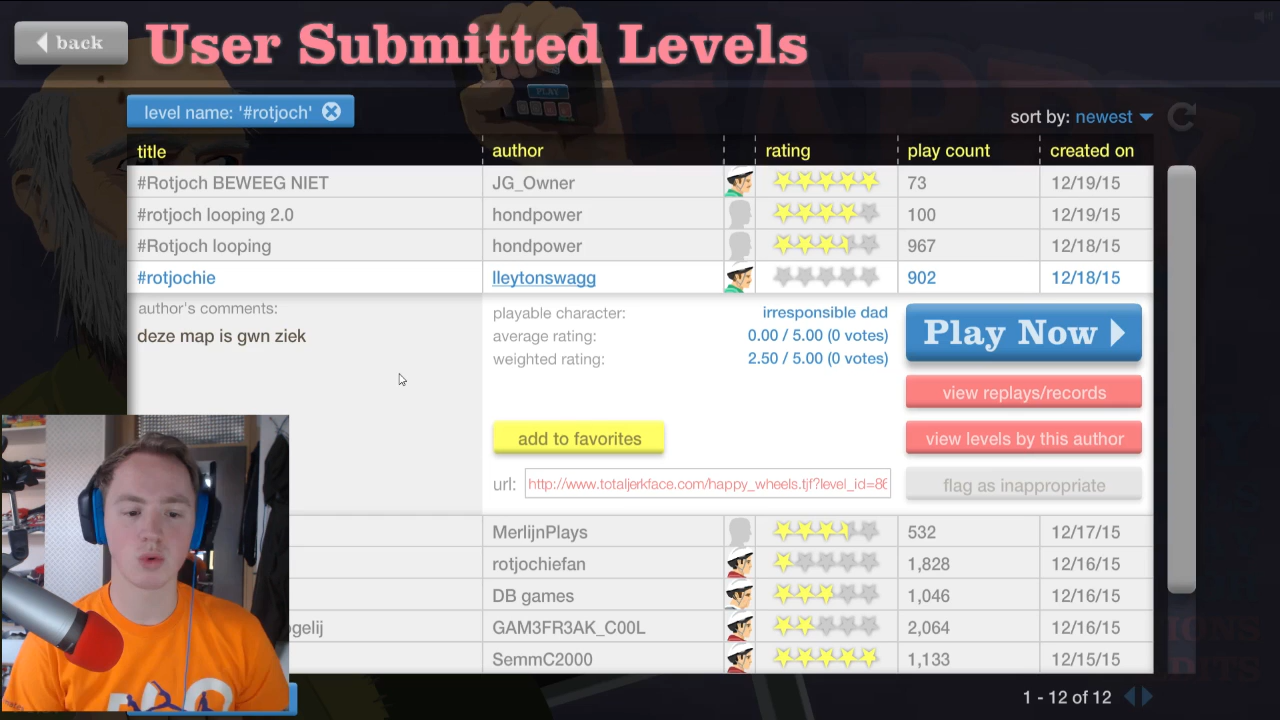 back
User Submitted Levels
level name: '#rotjoch'
sort by: newest
title author rating play count created on
#Rotjoch BEWEEG NIET JG_Owner 73 12/19/15
#rotjoch looping 2.0 hondpower 100 12/19/15
#Rotjoch looping hondpower 967 12/18/15
#rotjochie lleytonswagg 902 12/18/15
author's comments:
deze map is gwn ziek
playable character: irresponsible dad
average rating: 0.00 / 5.00 (0 votes)
weighted rating: 2.50 / 5.00 (0 votes)
Play Now
view replays/records
add to favorites
view levels by this author
url: http://www.totaljerkface.com/happy_wheels.tjf?level_id=86
flag as inappropriate
MerlijnPlays 532 12/17/15
rotjochiefan 1,828 12/16/15
DB games 1,046 12/16/15
ogelij GAM3FR3AK_C00L 2,064 12/16/15
SemmC2000 1,133 12/15/15
1 - 12 of 12